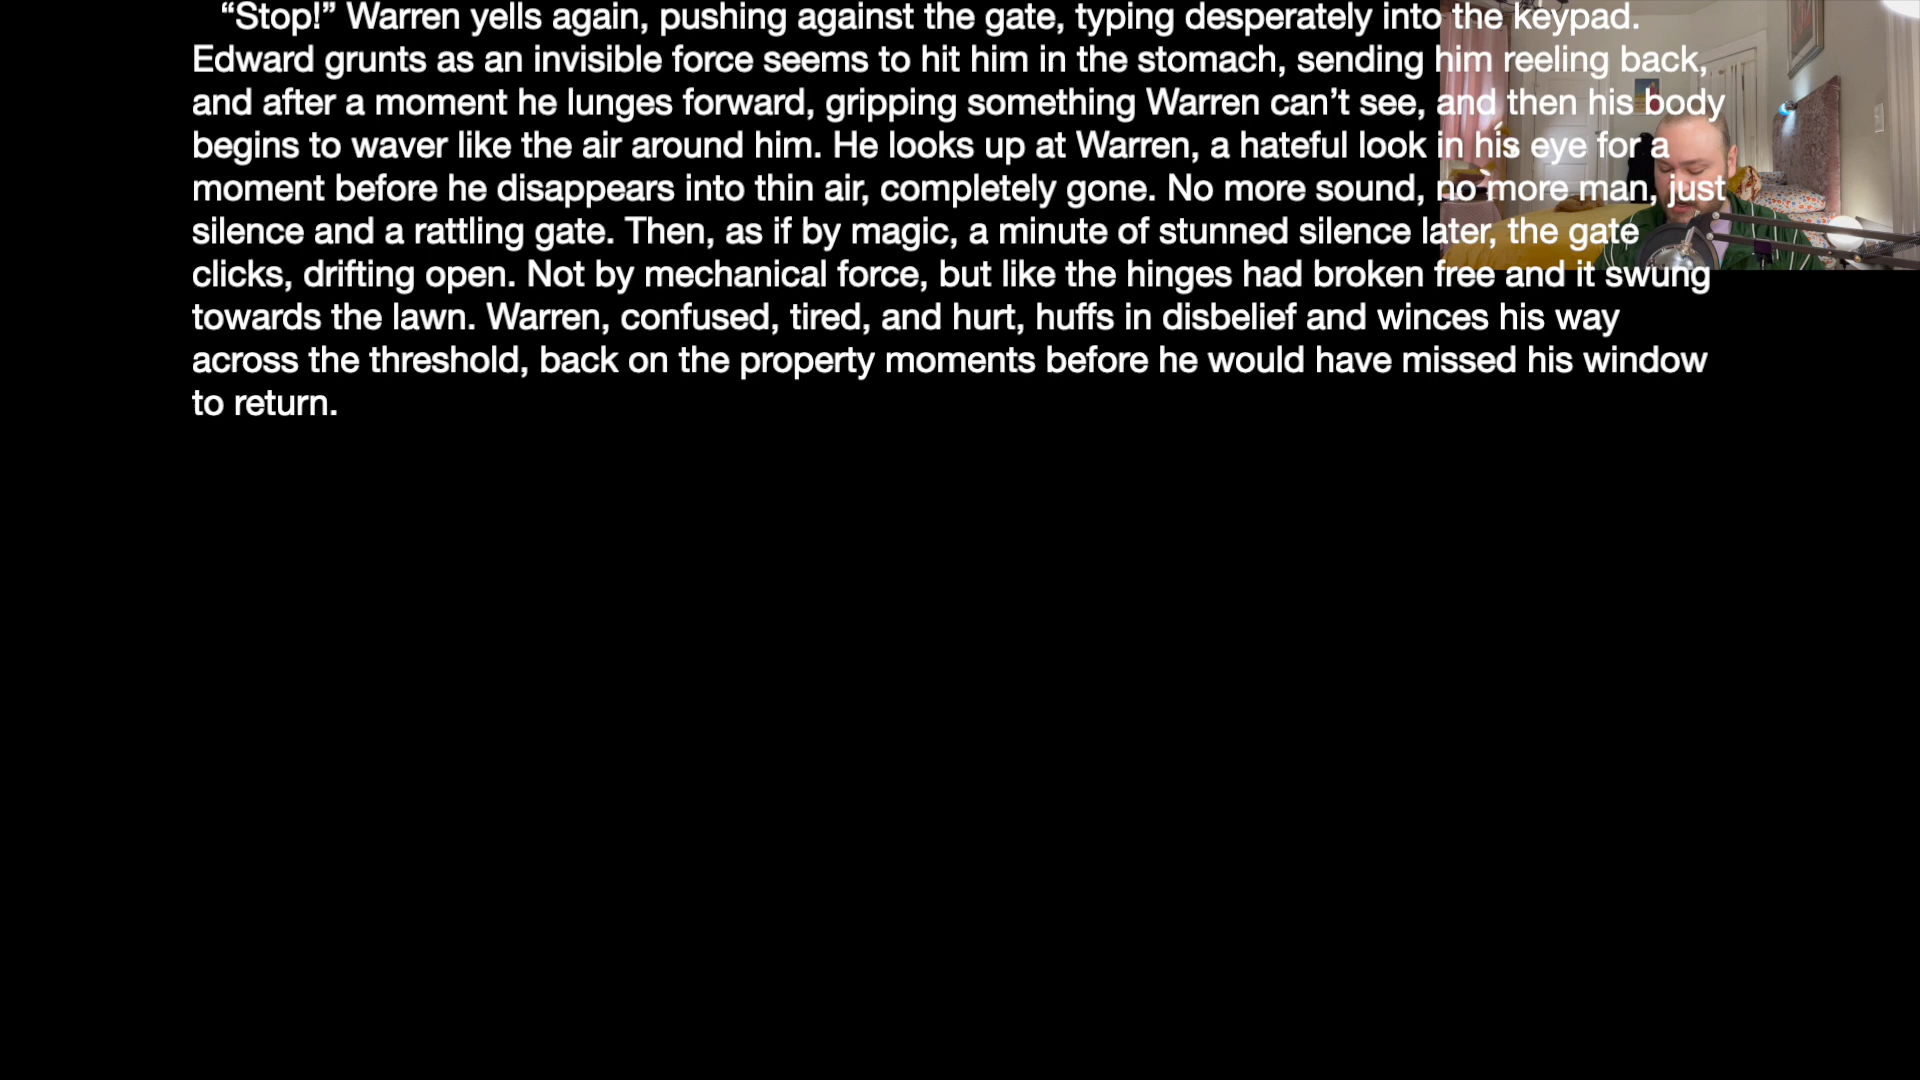 “Stop!” Warren yells again, pushing against the gate, typing desperately into the keypad.
Edward grunts as an invisible force seems to hit him in the stomach, sending him reeling back,
and after a moment he lunges forward, gripping something Warren can’t see, and then his body
begins to waver like the air around him. He looks up at Warren, a hateful look in his eye for a
moment before he disappears into thin air, completely gone. No more sound, no more man, just
silence and a rattling gate. Then, as if by magic, a minute of stunned silence later, the gate
clicks, drifting open. Not by mechanical force, but like the hinges had broken free and it swung
towards the lawn. Warren, confused, tired, and hurt, huffs in disbelief and winces his way
across the threshold, back on the property moments before he would have missed his window
to return.